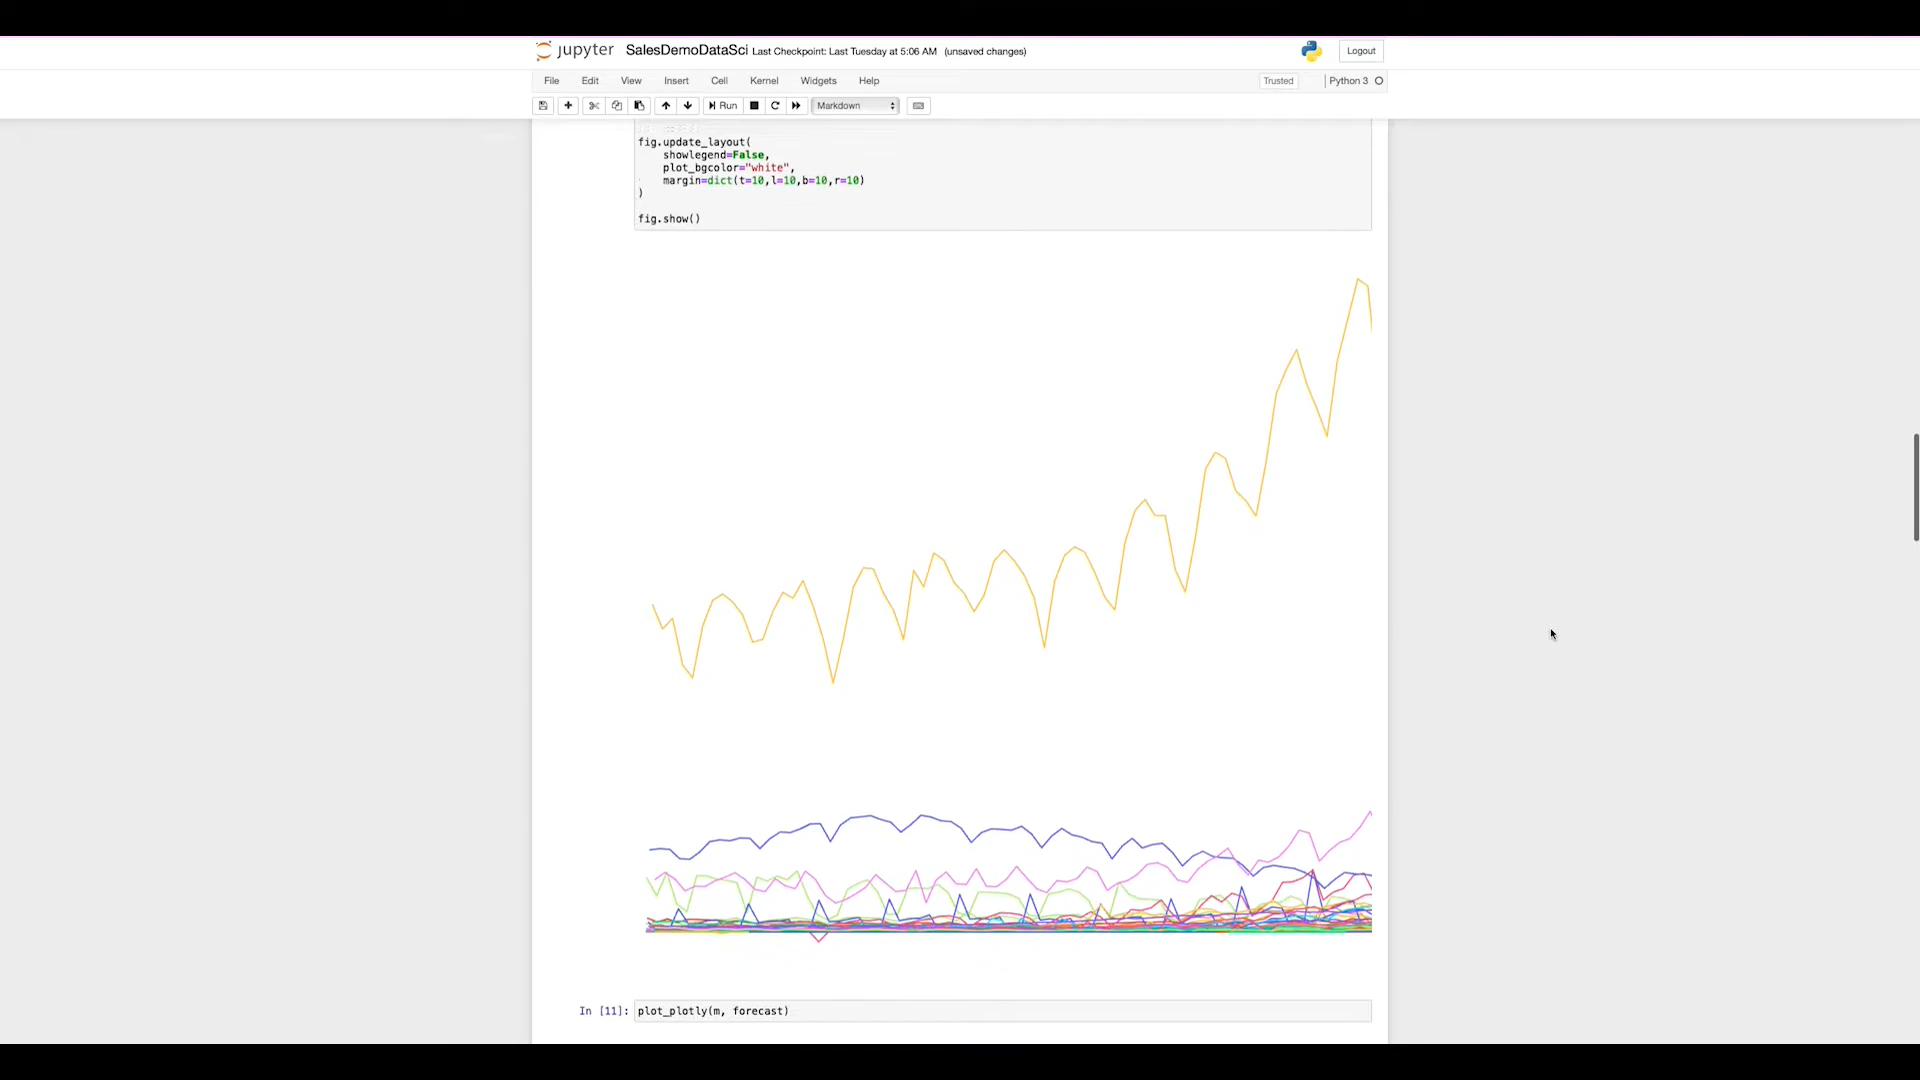 jupyter SalesDemoDataSci Last Checkpoint: Last Tuesday at 5:06 AM (unsaved changes) Logout
File Edit View Insert Cell Kernel Widgets Help Trusted Python 3
Run Markdown
fig.update_layout(
showlegend=False,
plot_bgcolor="white",
margin=dict(t=10,l=10,b=10,r=10)
)
fig.show()
In [11]: plot_plotly(m, forecast)